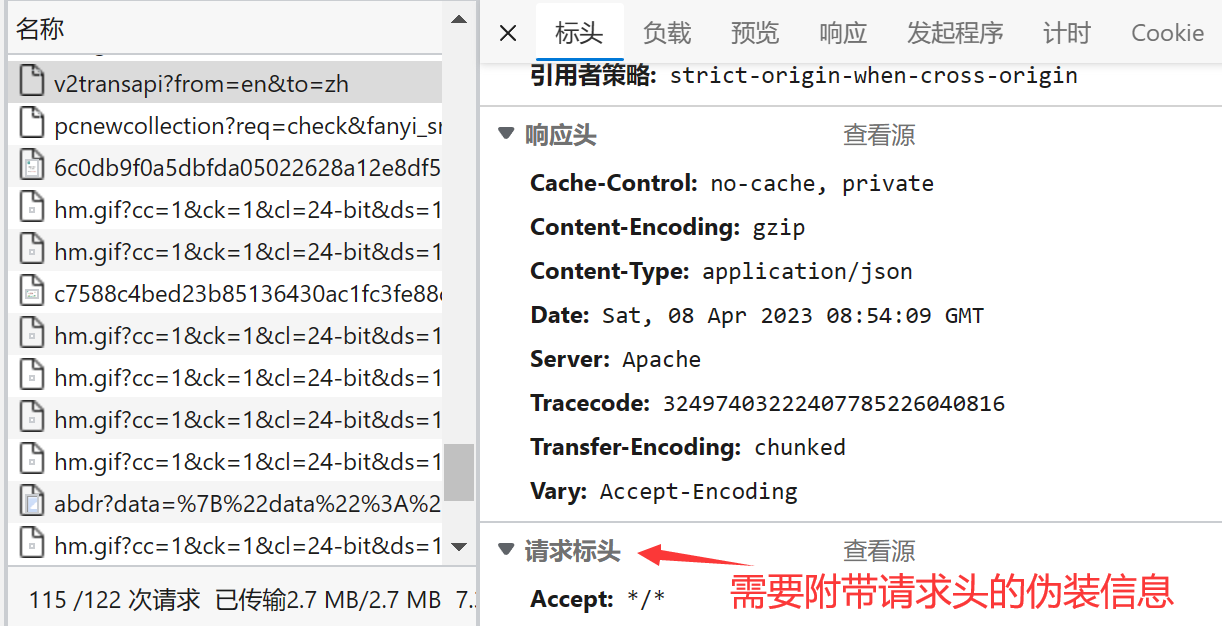 名称
v2transapi?from=en&to=zh
pcnewcollection?req=check&fanyi_sr
6c0db9f0a5dbfda05022628a12e8df5
hm.gif?cc=1&ck=1&cl=24-bit&ds=1
hm.gif?cc=1&ck=1&cl=24-bit&ds=1
c7588c4bed23b85136430ac1fc3fe88
hm.gif?cc=1&ck=1&cl=24-bit&ds=1
hm.gif?cc=1&ck=1&cl=24-bit&ds=1
hm.gif?cc=1&ck=1&cl=24-bit&ds=1
hm.gif?cc=1&ck=1&cl=24-bit&ds=1
abdr?data=%7B%22data%22%3A%2
hm.gif?cc=1&ck=1&cl=24-bit&ds=1
115 /122 次请求 已传输2.7 MB/2.7 MB 7.
标头 负载 预览 响应 发起程序 计时 Cookie
引用者策略: strict-origin-when-cross-origin
响应头 查看源
Cache-Control: no-cache, private
Content-Encoding: gzip
Content-Type: application/json
Date: Sat, 08 Apr 2023 08:54:09 GMT
Server: Apache
Tracecode: 32497403222407785226040816
Transfer-Encoding: chunked
Vary: Accept-Encoding
请求标头 查看源
需要附带请求头的伪装信息
Accept: */*